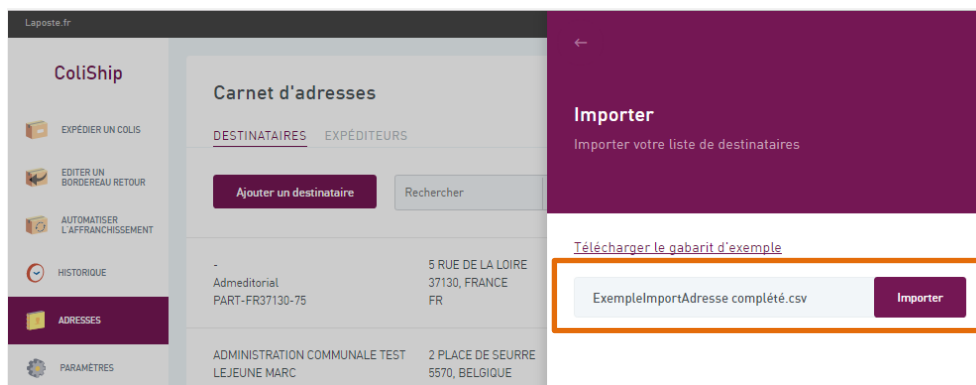 Laposte.fr
ColiShip
EXPÉDIER UN COLIS
EDITER UN
BORDEREAU RETOUR
AUTOMATISER
L'AFFRANCHISSEMENT
HISTORIQUE
ADRESSES
PARAMÈTRES
Carnet d'adresses
DESTINATAIRES EXPÉDITEURS
Ajouter un destinataire Rechercher
-
Admeditorial
PART-FR37130-75
5 RUE DE LA LOIRE
37130, FRANCE
FR
ADMINISTRATION COMMUNALE TEST
LEJEUNE MARC
2 PLACE DE SEURRE
5570, BELGIQUE
←
Importer
Importer votre liste de destinataires
Télécharger le gabarit d'exemple
ExempleImportAdresse complété.csv Importer